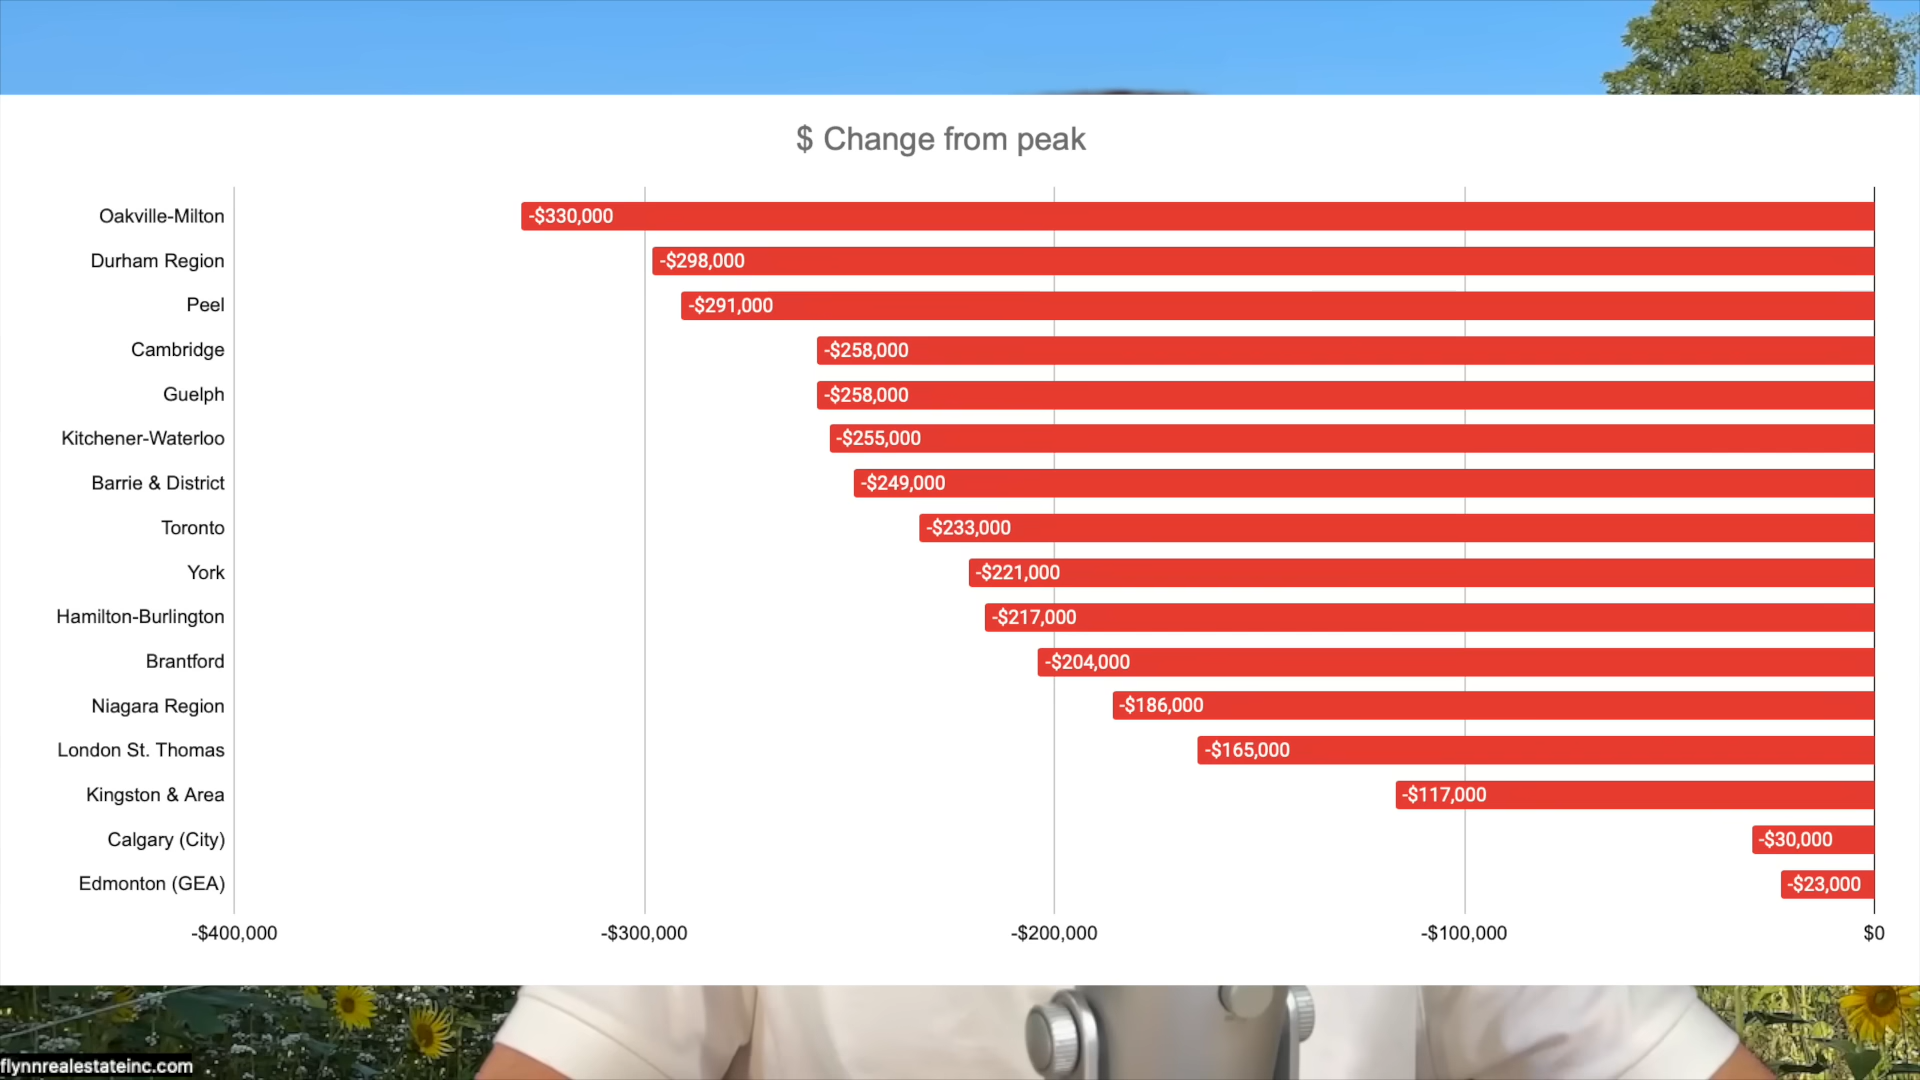 $ Change from peak
Oakville-Milton -$330,000
Durham Region -$298,000
Peel -$291,000
Cambridge -$258,000
Guelph -$258,000
Kitchener-Waterloo -$255,000
Barrie & District -$249,000
Toronto -$233,000
York -$221,000
Hamilton-Burlington -$217,000
Brantford -$204,000
Niagara Region -$186,000
London St. Thomas -$165,000
Kingston & Area -$117,000
Calgary (City) -$30,000
Edmonton (GEA) -$23,000
-$400,000 -$300,000 -$200,000 -$100,000 $0
flynnrealestateinc.com